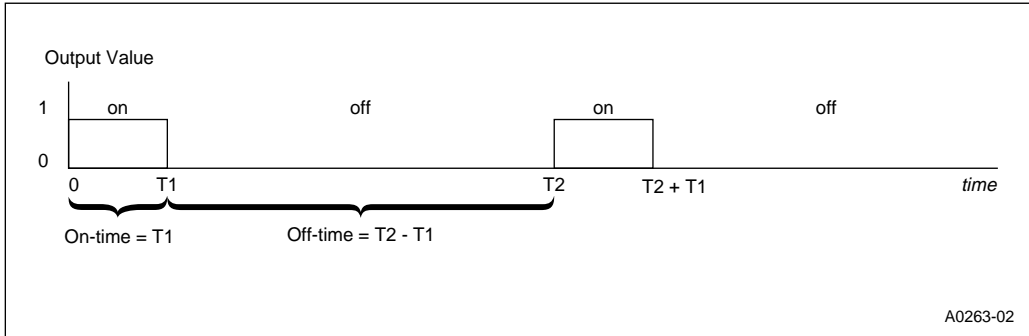 Output Value
1 on off on off
0
0 T1 T2 T2 + T1 time
On-time = T1 Off-time = T2 - T1
A0263-02